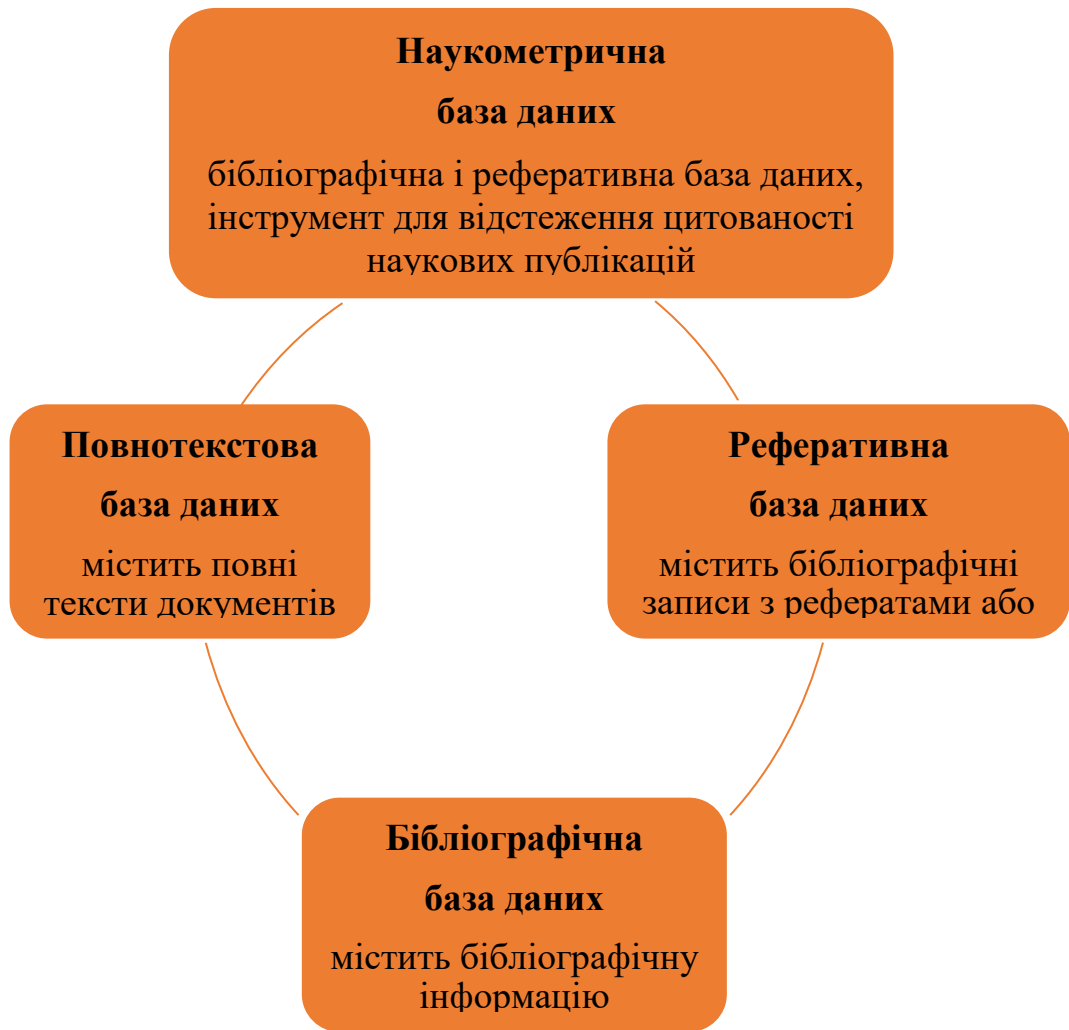 Наукометрична
база даних
бібліографічна і реферативна база даних,
інструмент для відстеження цитованості
наукових публікацій
Повнотекстова
база даних
містить повні
тексти документів
Реферативна
база даних
містить бібліографічні
записи з рефератами або
Бібліографічна
база даних
містить бібліографічну
інформацію